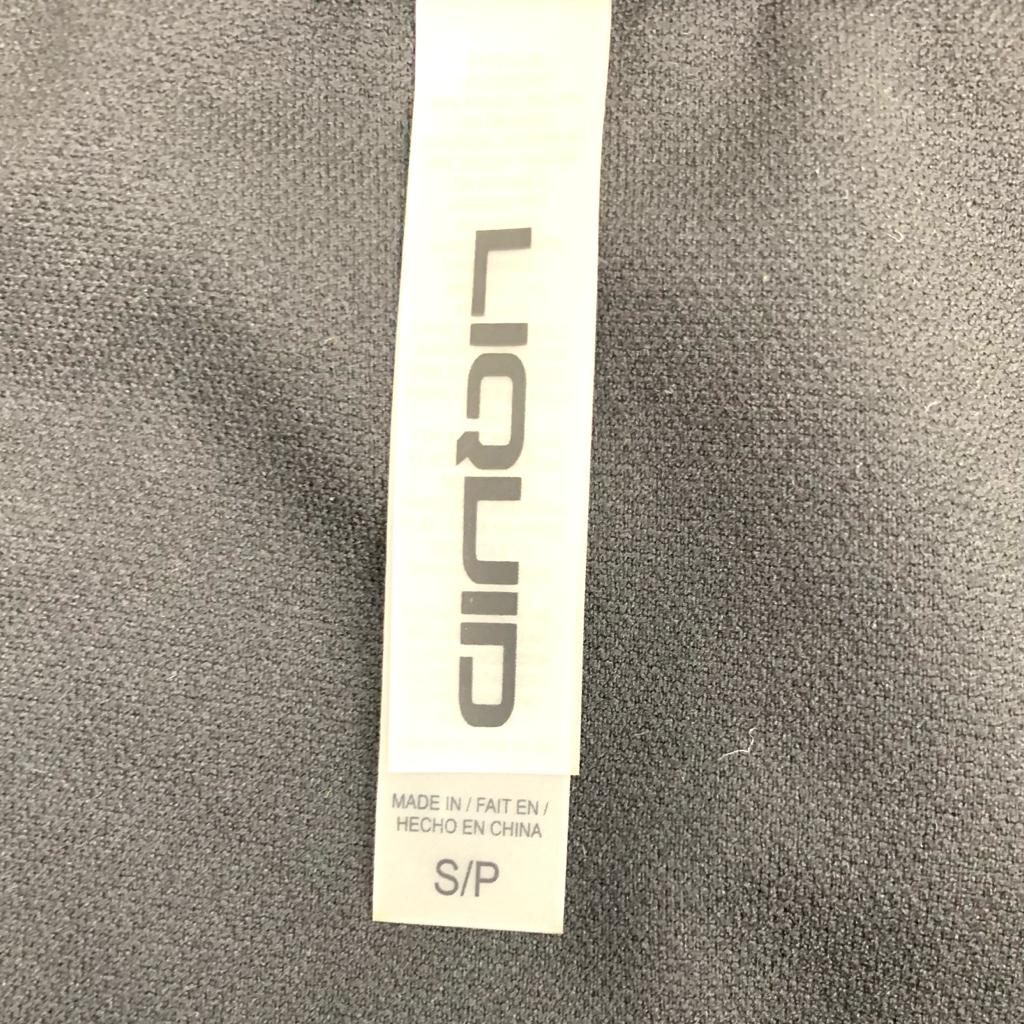 LIQUID
MADE IN / FAIT EN /
HECHO EN CHINA
S/P